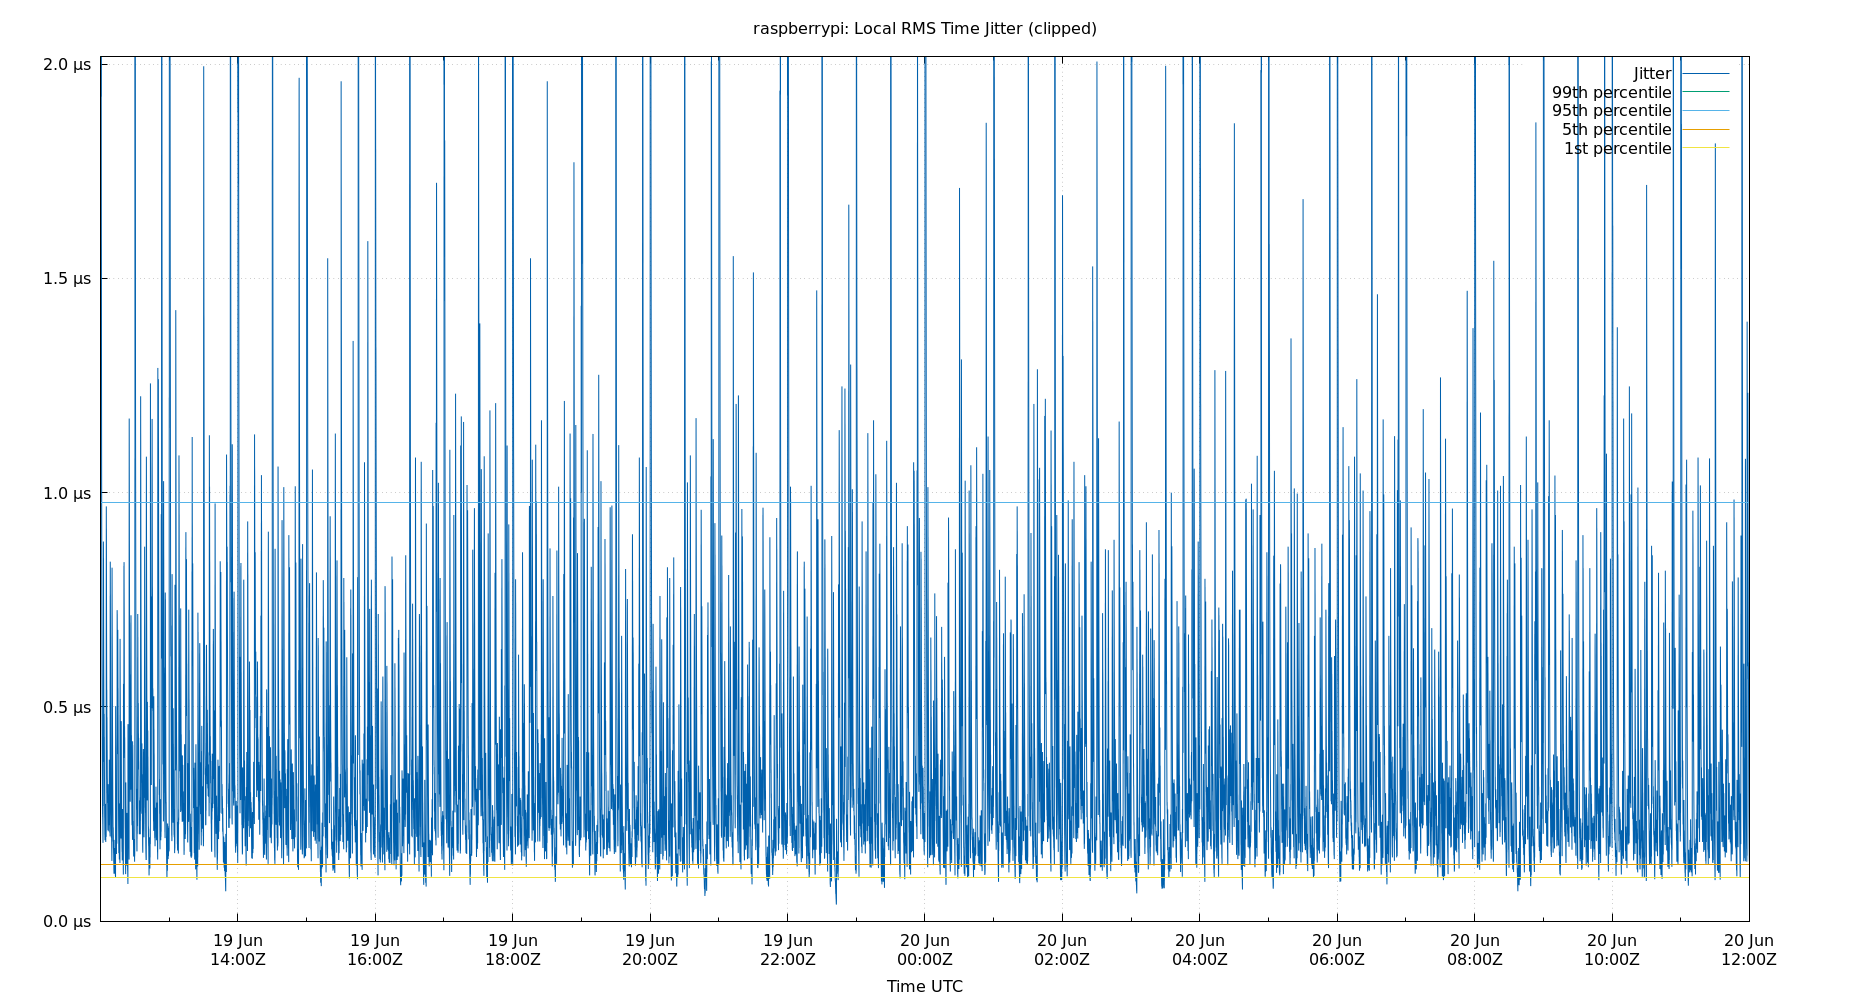 raspberrypi: Local RMS Time Jitter (clipped)
2.0 μs
1.5 μs
1.0 μs
0.5 μs
0.0 μs
Jitter
99th percentile
95th percentile
5th percentile
1st percentile
19 Jun 19 Jun 19 Jun 19 Jun 19 Jun 20 Jun 20 Jun 20 Jun 20 Jun 20 Jun 20 Jun 20 Jun
14:00Z 16:00Z 18:00Z 20:00Z 22:00Z 00:00Z 02:00Z 04:00Z 06:00Z 08:00Z 10:00Z 12:00Z
Time UTC